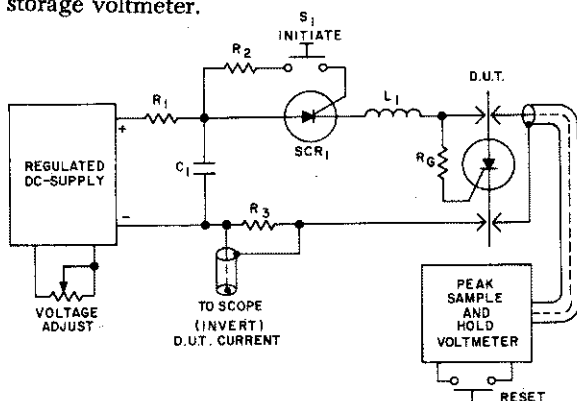 storage voltmeter.
S1
INITIATE
R2
D.U.T.
R1
L1
+
SCR1
RG
REGULATED
DC-SUPPLY
C1
−
R3
VOLTAGE
ADJUST
TO SCOPE
(INVERT)
D.U.T. CURRENT
PEAK
SAMPLE
AND
HOLD
VOLTMETER
RESET